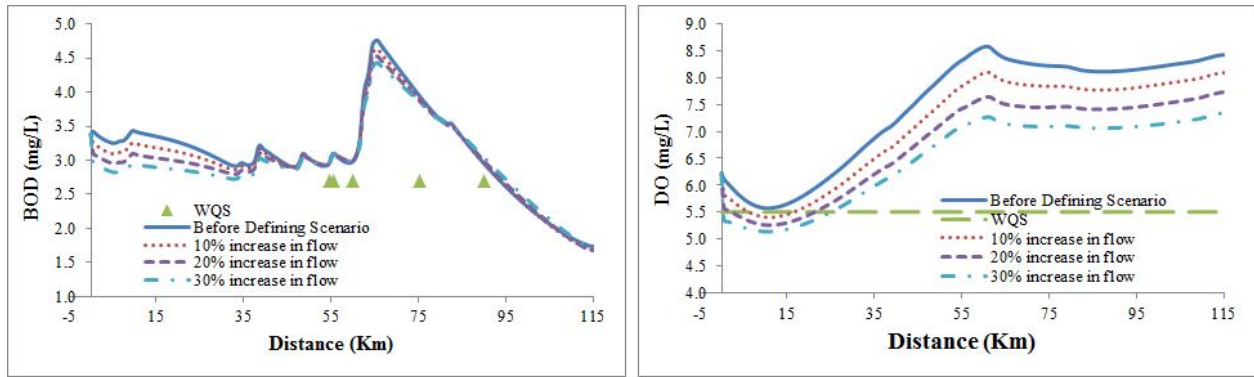 5.0
4.5
4.0
3.5
3.0
2.5
2.0
1.5
1.0
BOD (mg/L)
WQS
Before Defining Scenario
10% increase in flow
20% increase in flow
30% increase in flow
-5 15 35 55 75 95 115
Distance (Km)
9.0
8.5
8.0
7.5
7.0
6.5
6.0
5.5
5.0
4.5
4.0
DO (mg/L)
Before Defining Scenario
WQS
10% increase in flow
20% increase in flow
30% increase in flow
-5 15 35 55 75 95 115
Distance (Km)